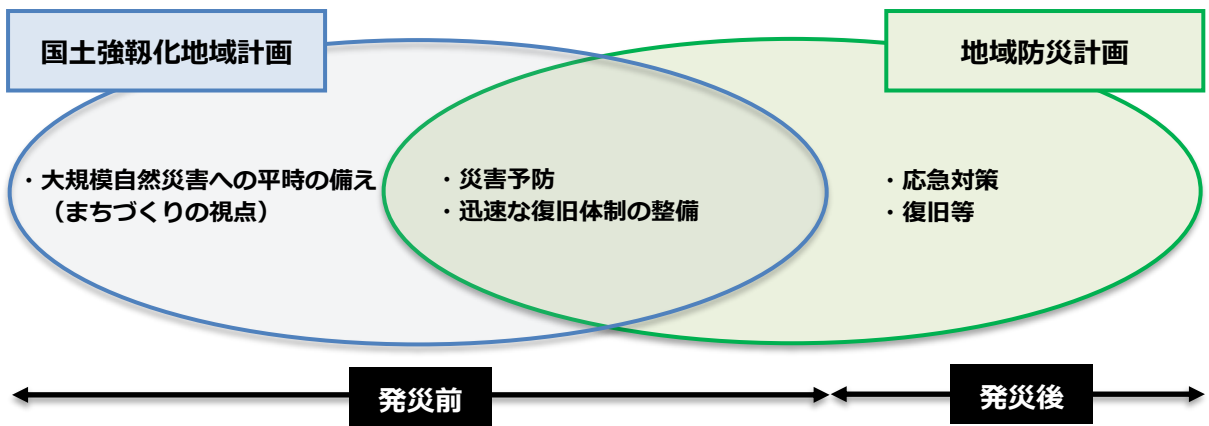 国土強靱化地域計画
地域防災計画
・大規模自然災害への平時の備え
（まちづくりの視点）
・災害予防
・迅速な復旧体制の整備
・応急対策
・復旧等
発災前
発災後